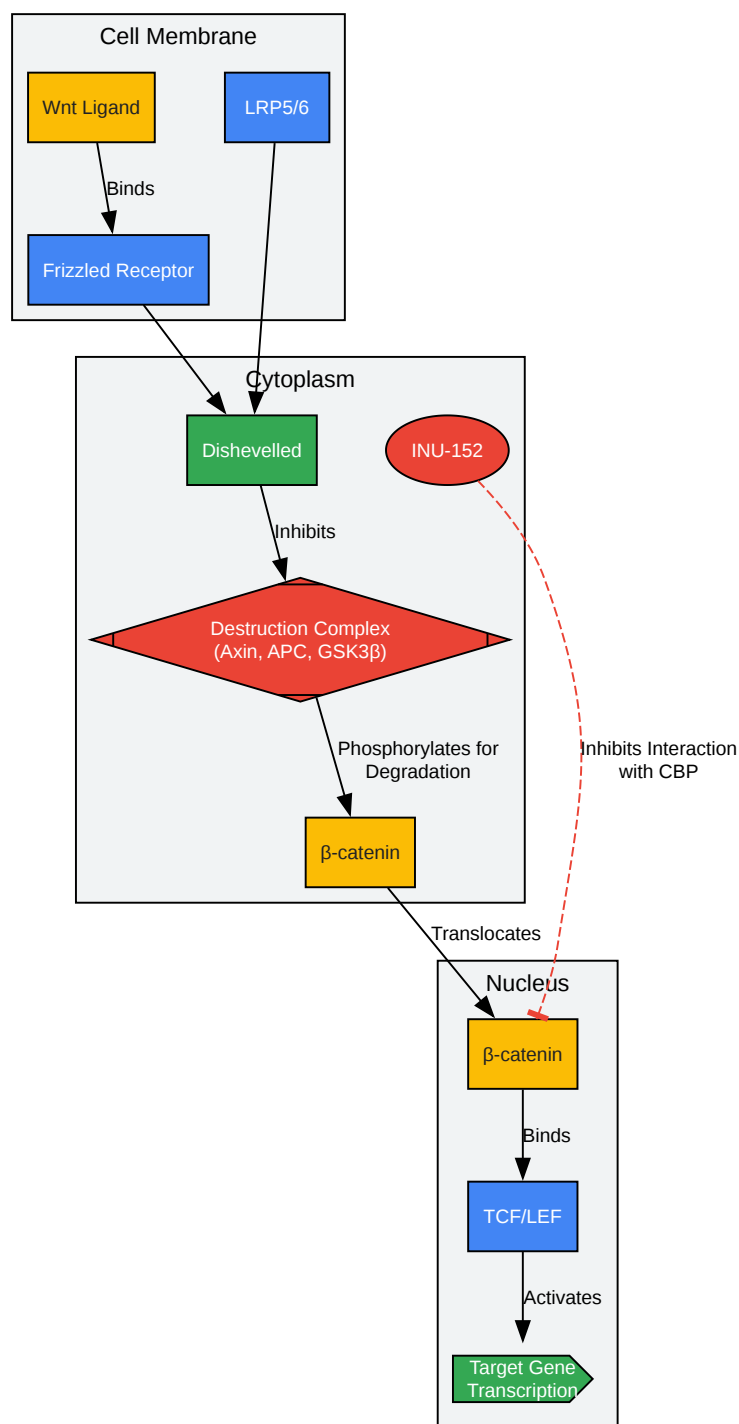 Cell Membrane
Wnt Ligand
LRP5/6
Binds
Frizzled Receptor
Cytoplasm
Dishevelled
INU-152
Inhibits
Destruction Complex
(Axin, APC, GSK3β)
Phosphorylates for
Degradation
Inhibits Interaction
with CBP
β-catenin
Translocates
Nucleus
β-catenin
Binds
TCF/LEF
Activates
Target Gene
Transcription